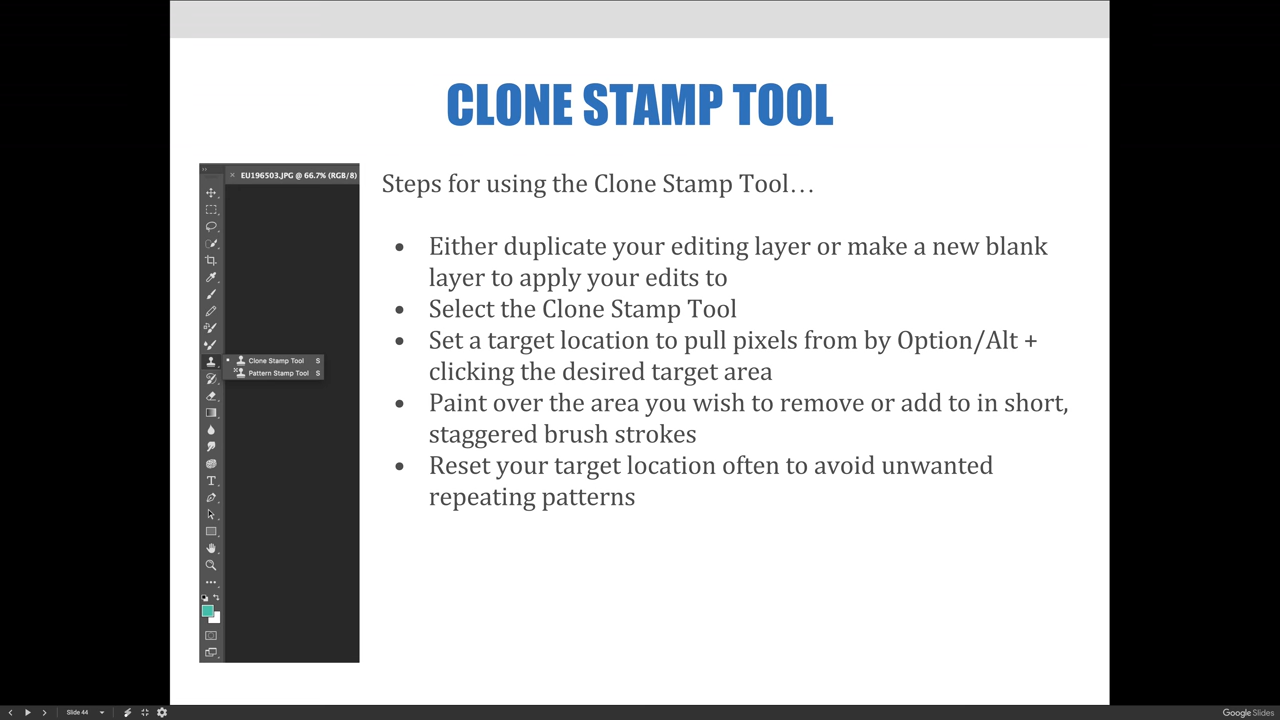 CLONE STAMP TOOL
EU196503.JPG @ 66.7% (RGB/8)
Clone Stamp Tool S
Pattern Stamp Tool S
Steps for using the Clone Stamp Tool…
• Either duplicate your editing layer or make a new blank
layer to apply your edits to
• Select the Clone Stamp Tool
• Set a target location to pull pixels from by Option/Alt +
clicking the desired target area
• Paint over the area you wish to remove or add to in short,
staggered brush strokes
• Reset your target location often to avoid unwanted
repeating patterns
Slide 44
Google Slides